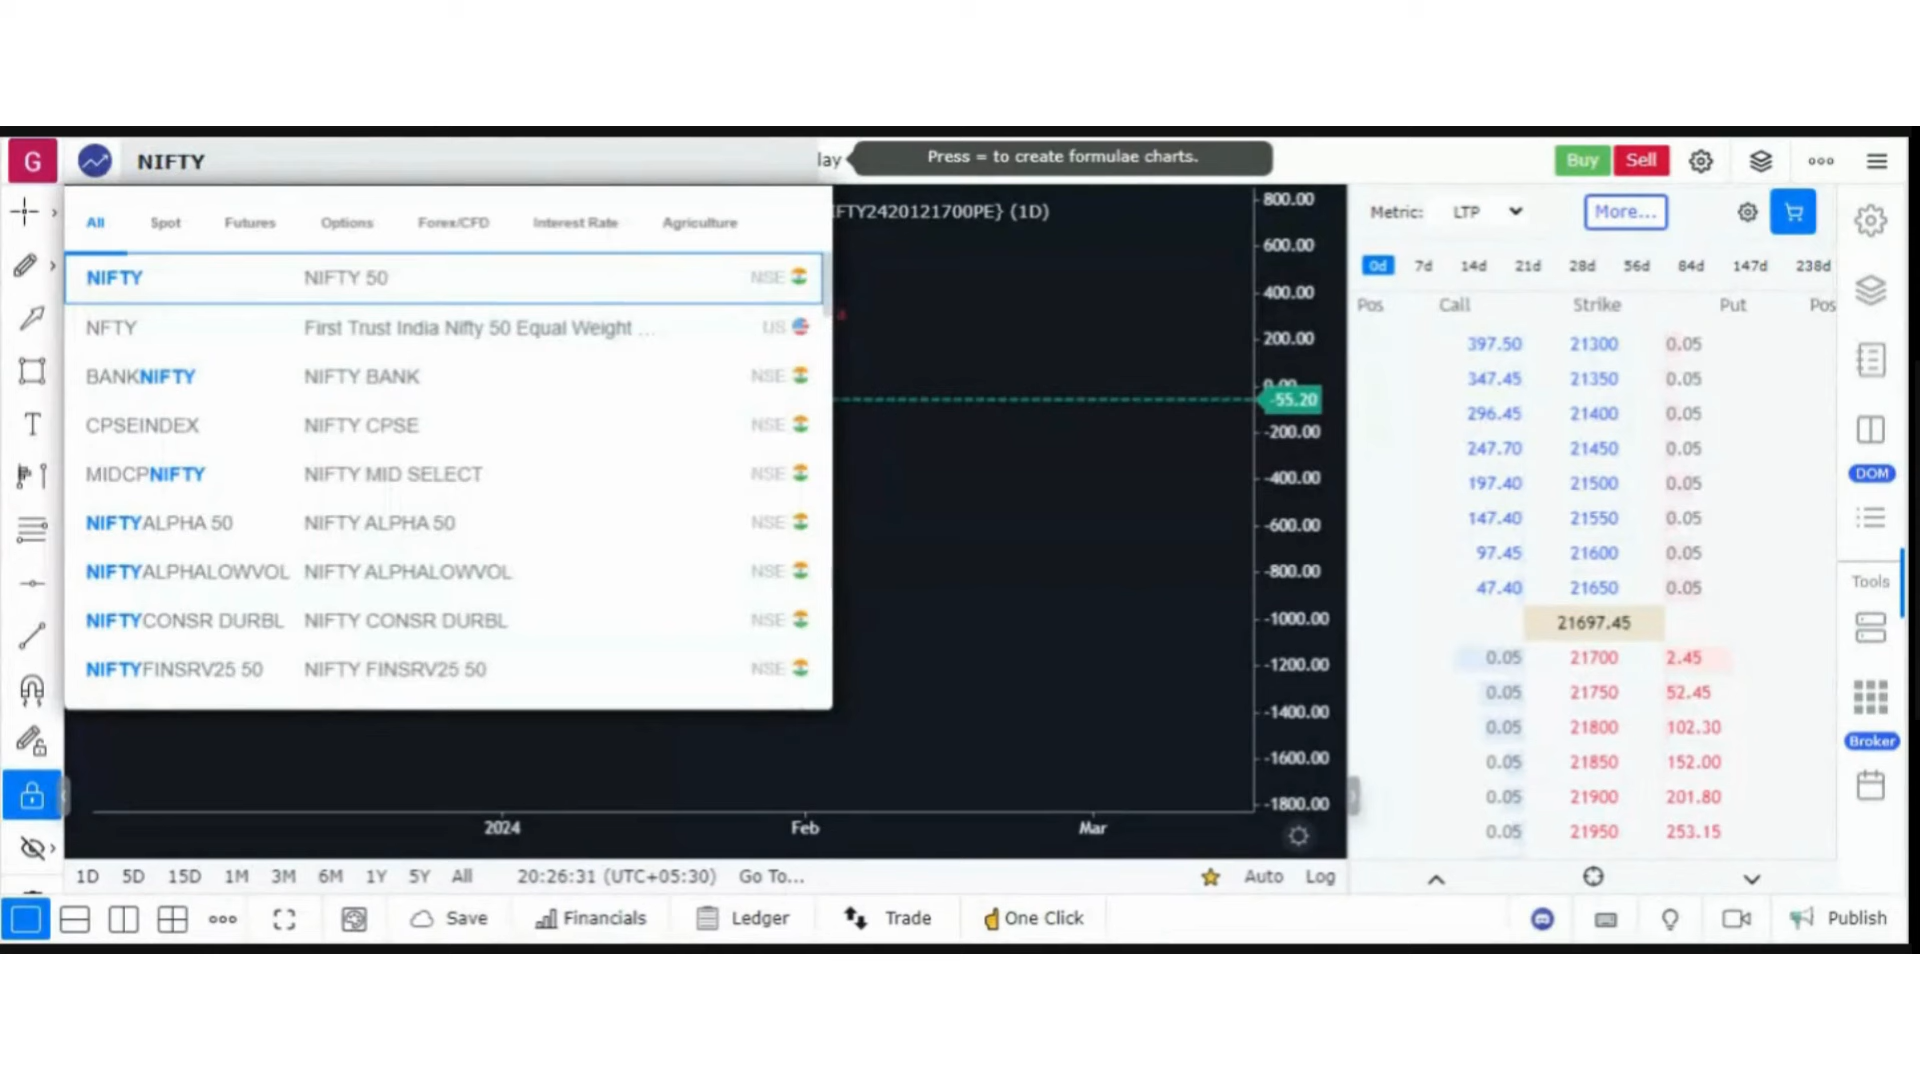 G
NIFTY
lay
Press = to create formulae charts.
Buy
Sell
All Spot Futures Options Forex/CFD Interest Rate Agriculture
NIFTY NIFTY 50 NSE
NFTY First Trust India Nifty 50 Equal Weight ... US
BANKNIFTY NIFTY BANK NSE
CPSEINDEX NIFTY CPSE NSE
MIDCPNIFTY NIFTY MID SELECT NSE
NIFTYALPHA 50 NIFTY ALPHA 50 NSE
NIFTYALPHALOWVOL NIFTY ALPHALOWVOL NSE
NIFTYCONSR DURBL NIFTY CONSR DURBL NSE
NIFTYFINSRV25 50 NIFTY FINSRV25 50 NSE
IFTY2420121700PE} (1D)
800.00
600.00
400.00
200.00
0.00
-55.20
-200.00
-400.00
-600.00
-800.00
-1000.00
-1200.00
-1400.00
-1600.00
-1800.00
2024 Feb Mar
Metric: LTP More...
0d 7d 14d 21d 28d 56d 84d 147d 238d
Pos Call Strike Put Pos
397.50 21300 0.05
347.45 21350 0.05
296.45 21400 0.05
247.70 21450 0.05
197.40 21500 0.05
147.40 21550 0.05
97.45 21600 0.05
47.40 21650 0.05
21697.45
0.05 21700 2.45
0.05 21750 52.45
0.05 21800 102.30
0.05 21850 152.00
0.05 21900 201.80
0.05 21950 253.15
T
DOM
Tools
Broker
1D 5D 15D 1M 3M 6M 1Y 5Y All 20:26:31 (UTC+05:30) Go To... Auto Log
Save Financials Ledger Trade One Click Publish